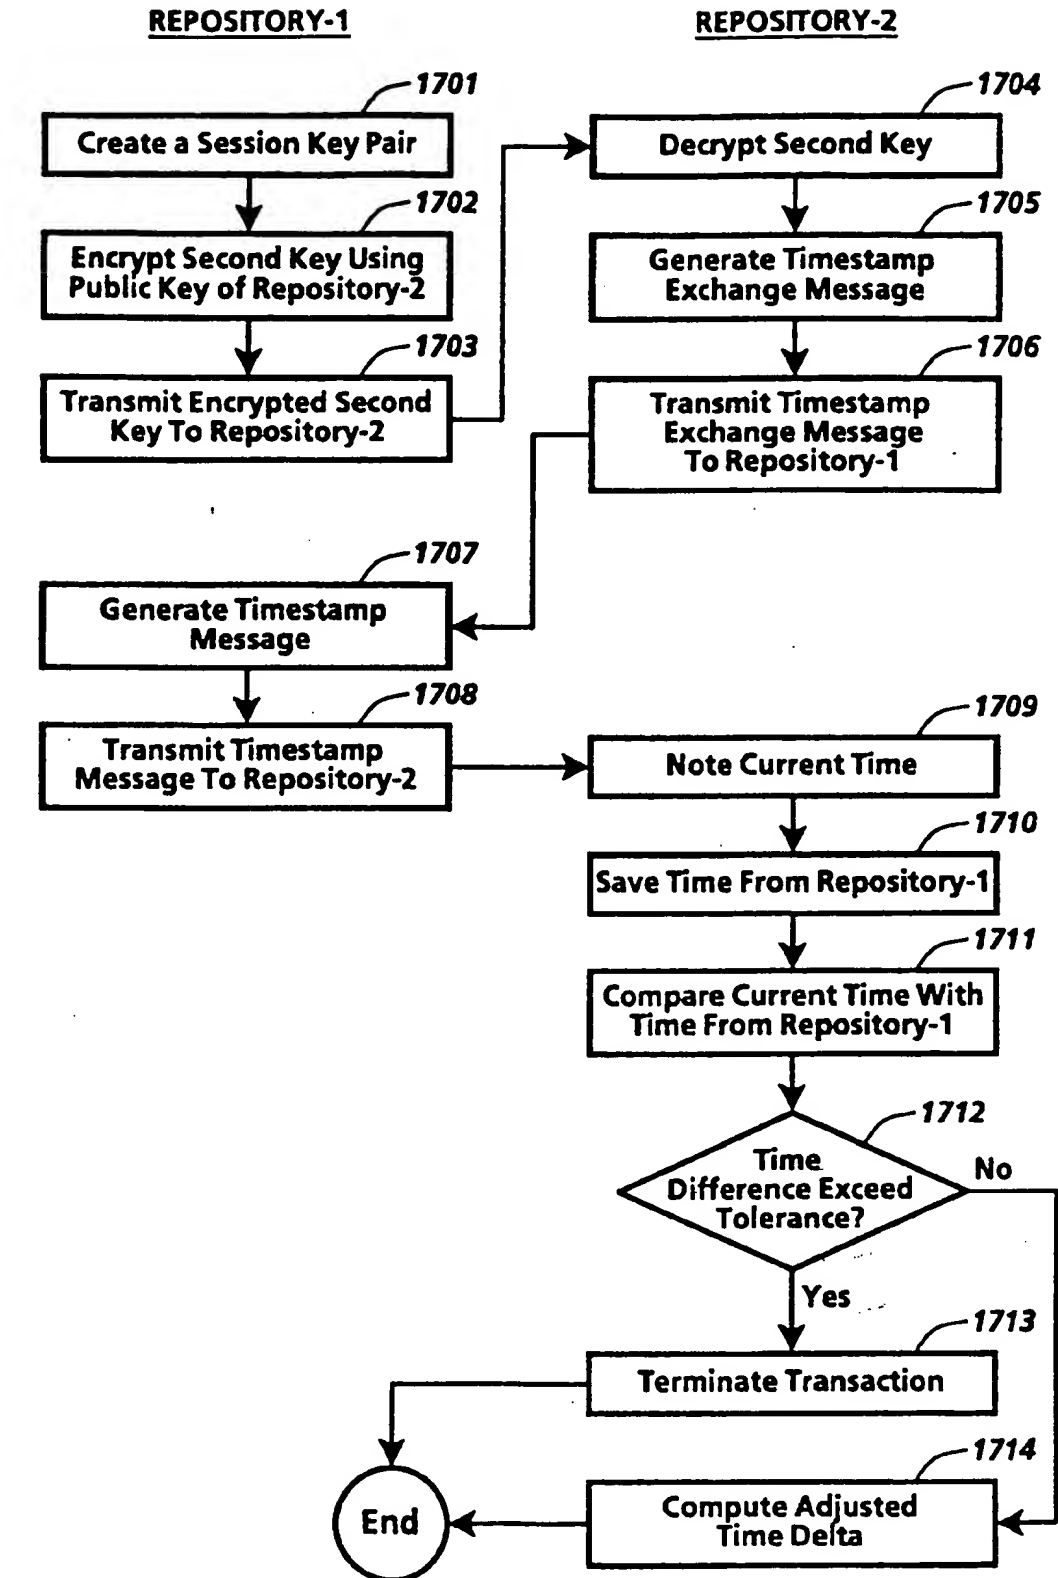 REPOSITORY-1
REPOSITORY-2
1701
Create a Session Key Pair
1702
Encrypt Second Key Using
Public Key of Repository-2
1703
Transmit Encrypted Second
Key To Repository-2
1704
Decrypt Second Key
1705
Generate Timestamp
Exchange Message
1706
Transmit Timestamp
Exchange Message
To Repository-1
1707
Generate Timestamp
Message
1708
Transmit Timestamp
Message To Repository-2
1709
Note Current Time
1710
Save Time From Repository-1
1711
Compare Current Time With
Time From Repository-1
1712
Time
Difference Exceed
Tolerance?
No
Yes
1713
Terminate Transaction
1714
Compute Adjusted
Time Delta
End